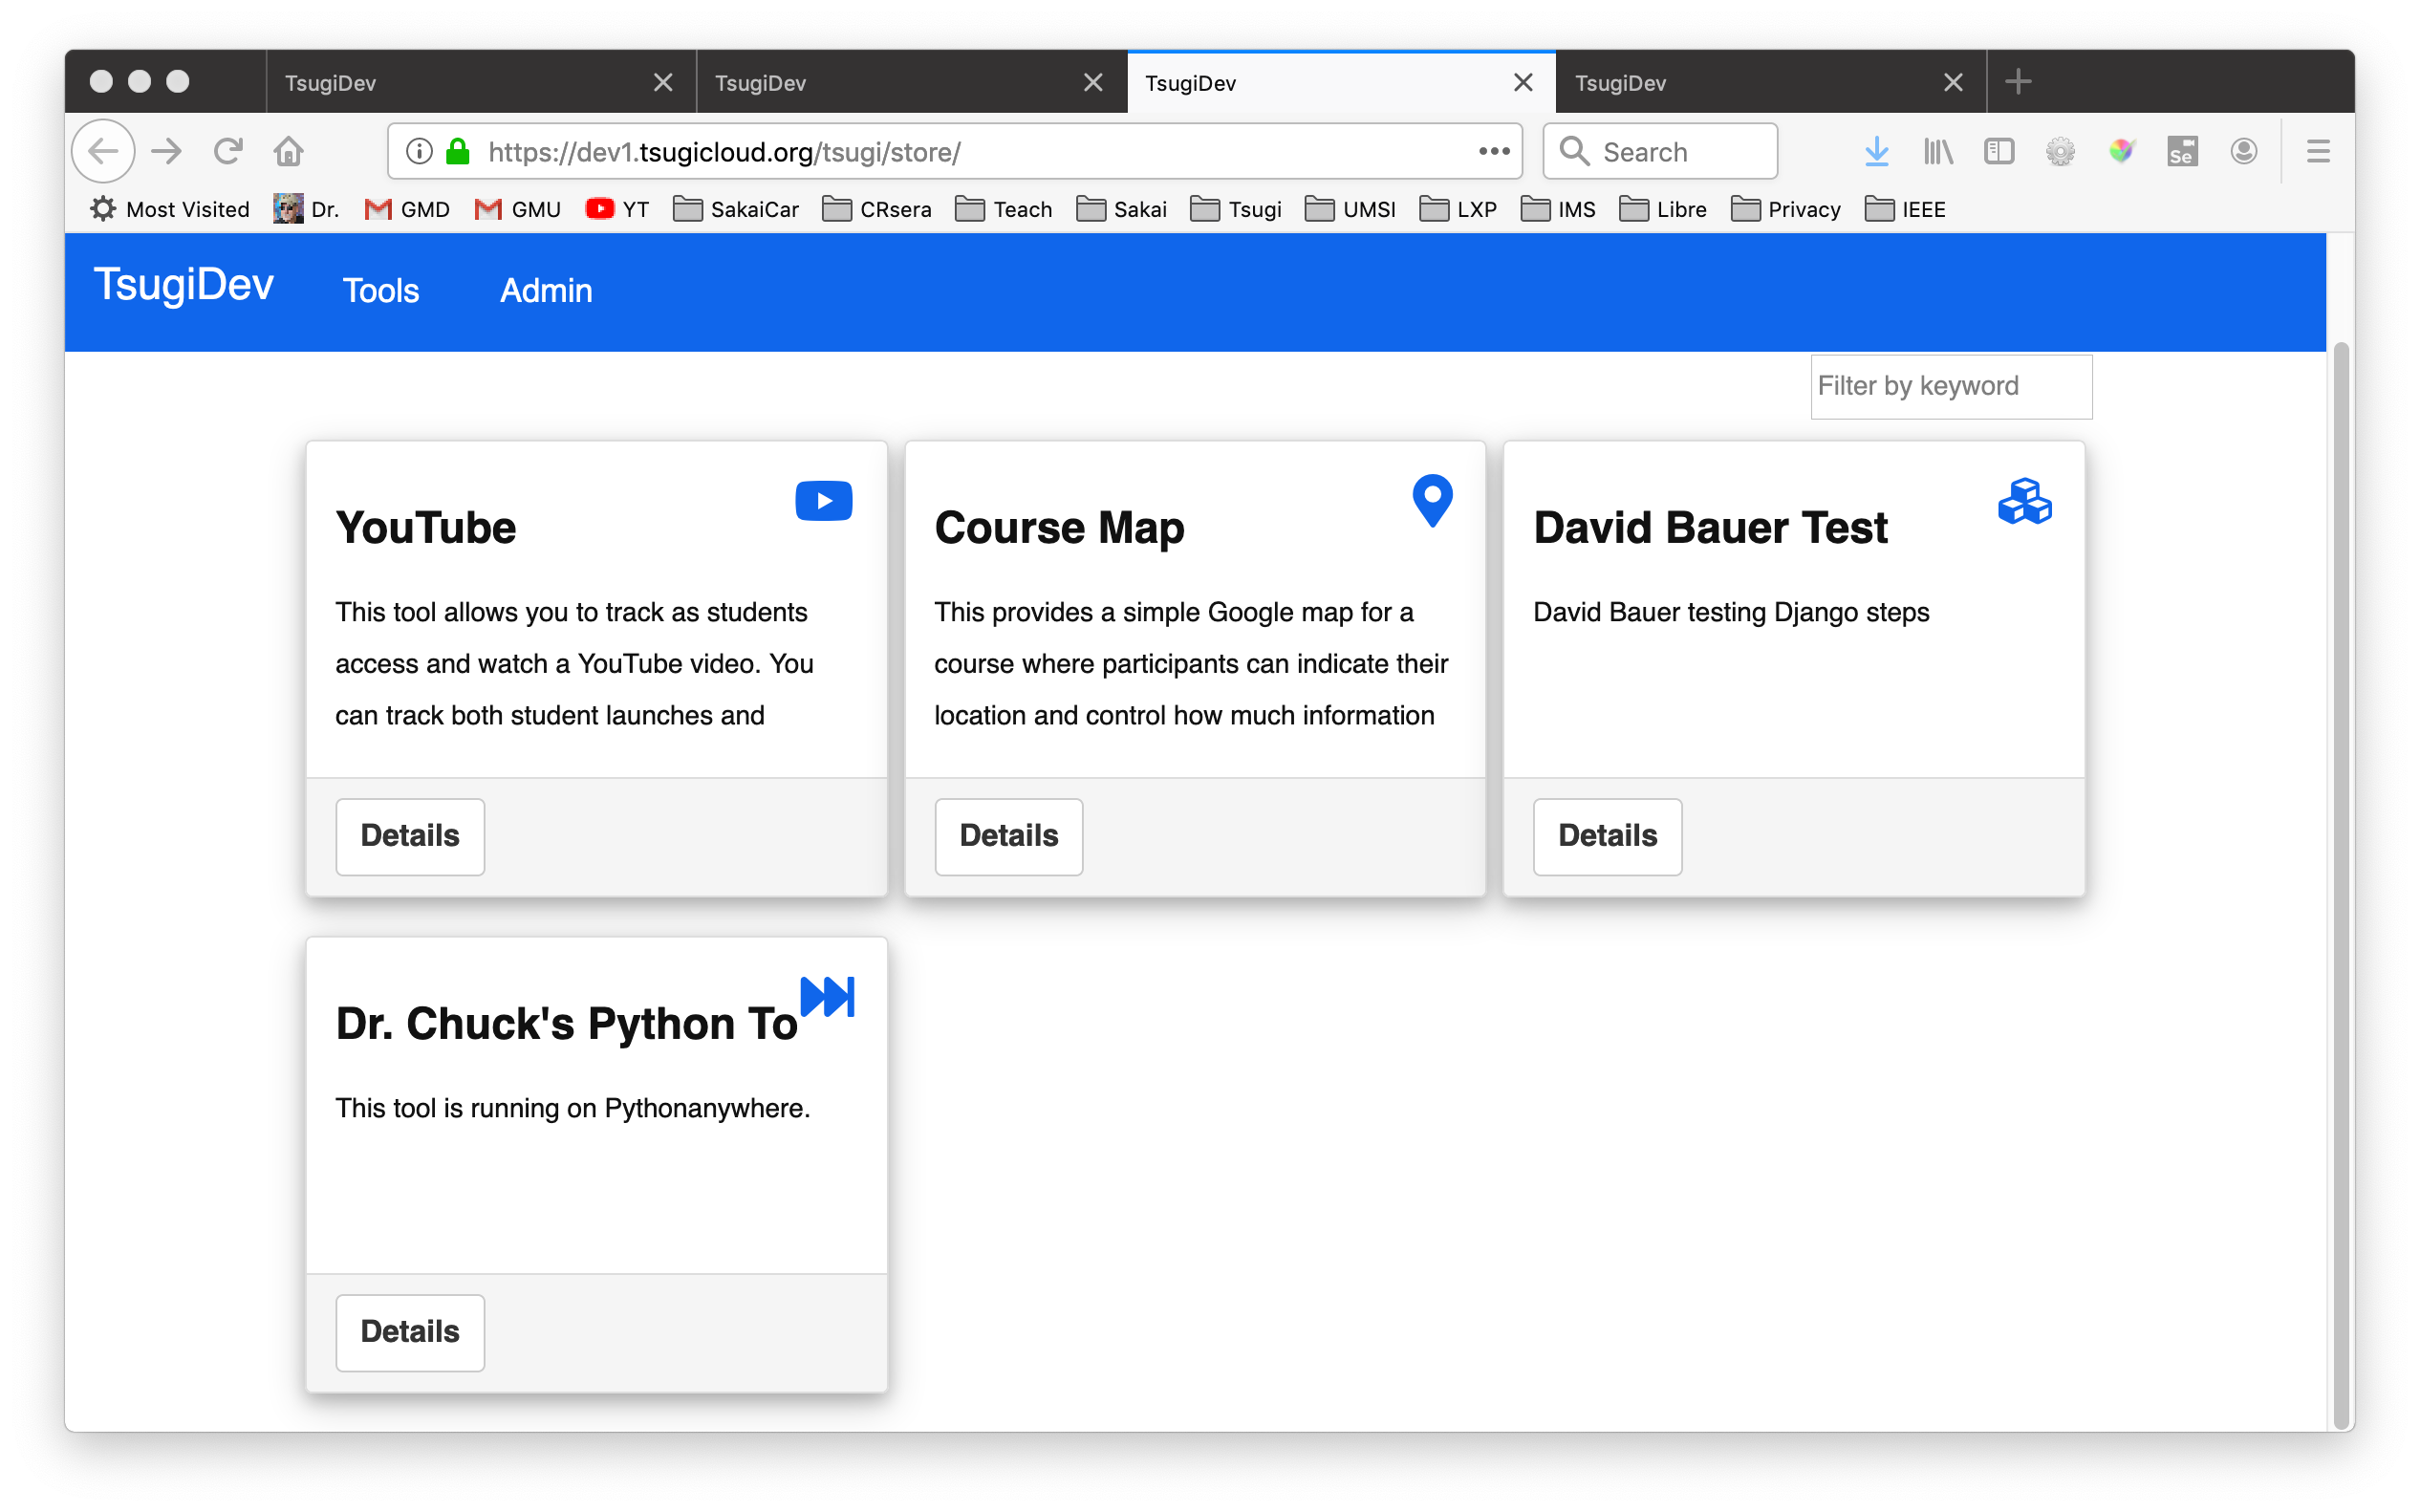 TsugiDev TsugiDev TsugiDev TsugiDev
https://dev1.tsugicloud.org/tsugi/store/ Search Se
Most Visited Dr. GMD GMU YT SakaiCar CRsera Teach Sakai Tsugi UMSI LXP IMS Libre Privacy IEEE
TsugiDev Tools Admin
Filter by keyword
YouTube
This tool allows you to track as students
access and watch a YouTube video. You
can track both student launches and
Details
Course Map
This provides a simple Google map for a
course where participants can indicate their
location and control how much information
Details
David Bauer Test
David Bauer testing Django steps
Details
Dr. Chuck's Python To
This tool is running on Pythonanywhere.
Details